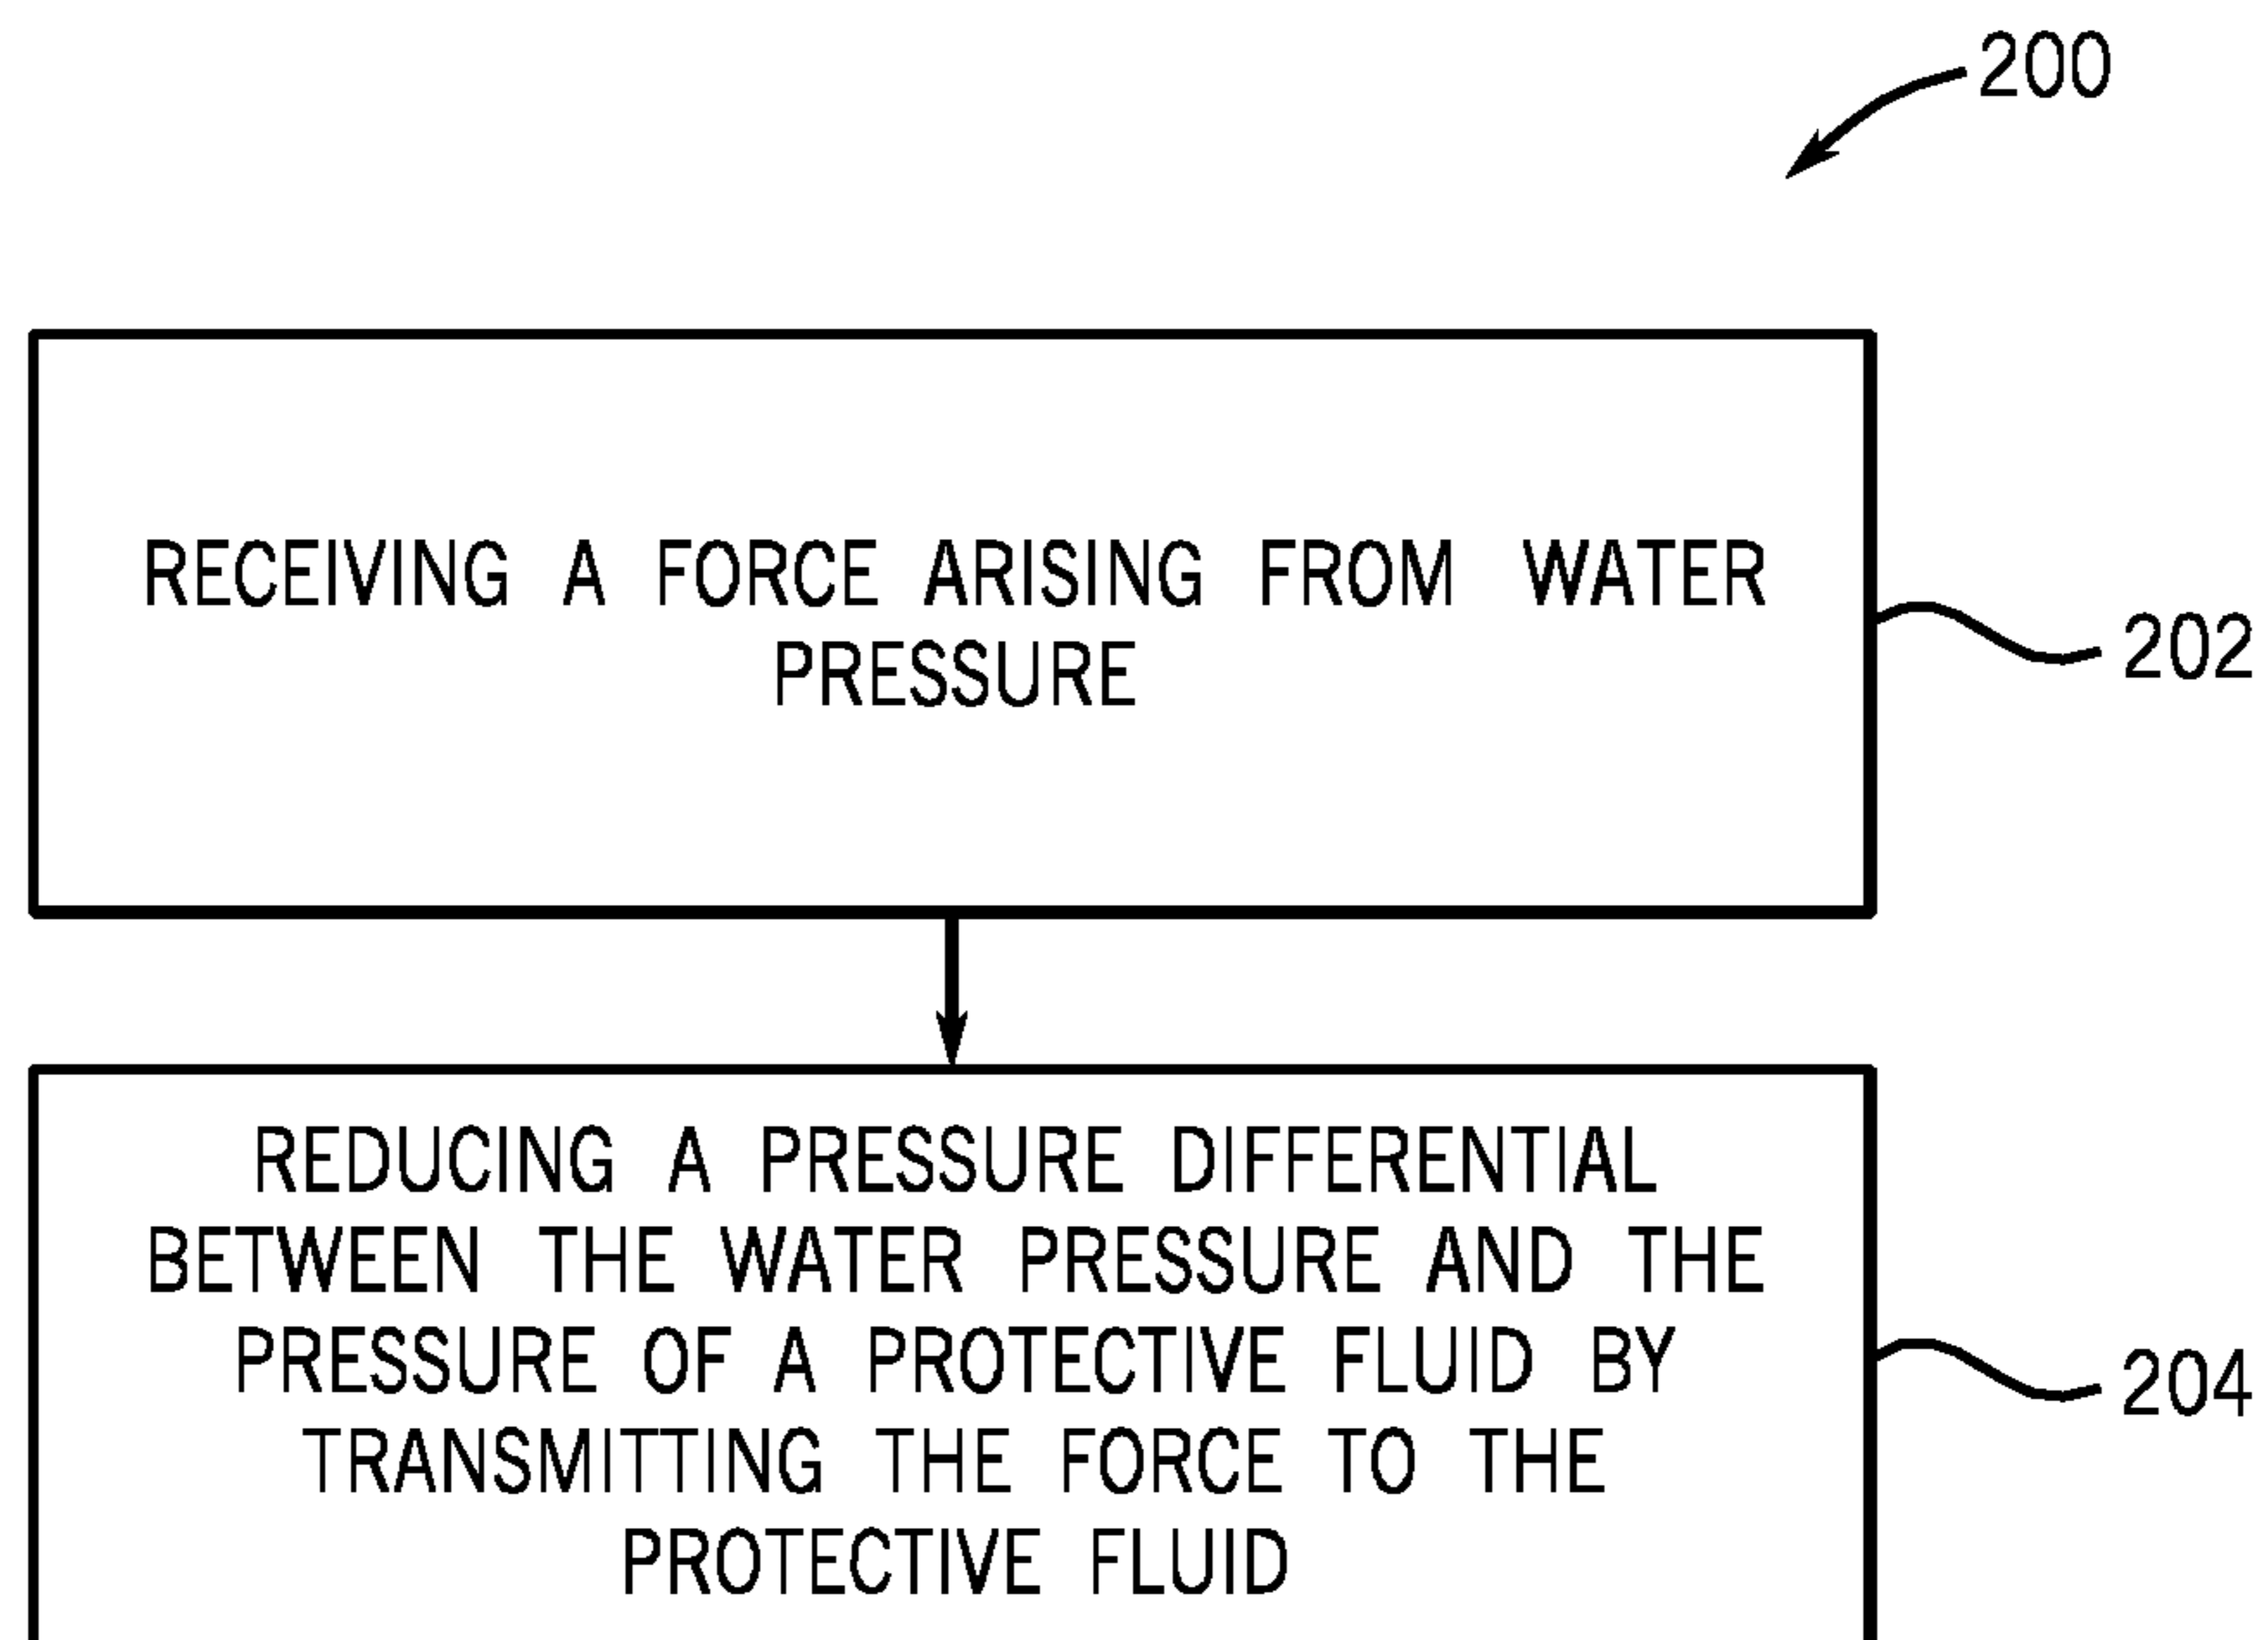 200
RECEIVING A FORCE ARISING FROM WATER
PRESSURE
202
REDUCING A PRESSURE DIFFERENTIAL
BETWEEN THE WATER PRESSURE AND THE
PRESSURE OF A PROTECTIVE FLUID BY
TRANSMITTING THE FORCE TO THE
PROTECTIVE FLUID
204